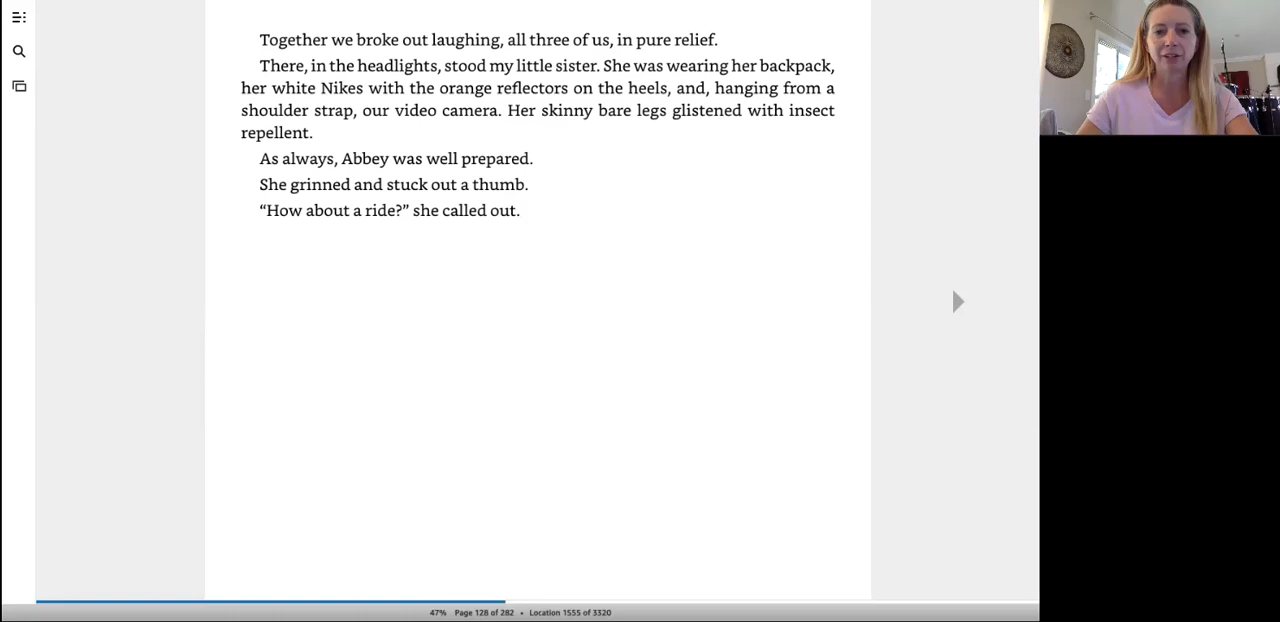 Together we broke out laughing, all three of us, in pure relief.
There, in the headlights, stood my little sister. She was wearing her backpack,
her white Nikes with the orange reflectors on the heels, and, hanging from a
shoulder strap, our video camera. Her skinny bare legs glistened with insect
repellent.
As always, Abbey was well prepared.
She grinned and stuck out a thumb.
“How about a ride?” she called out.
47% Page 128 of 282 • Location 1555 of 3320